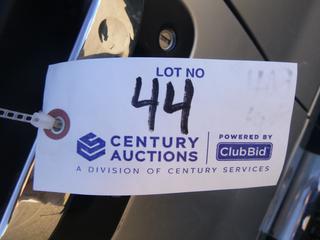 LOT NO
44
CENTURY
AUCTIONS
POWERED BY
ClubBid
A DIVISION OF CENTURY SERVICES